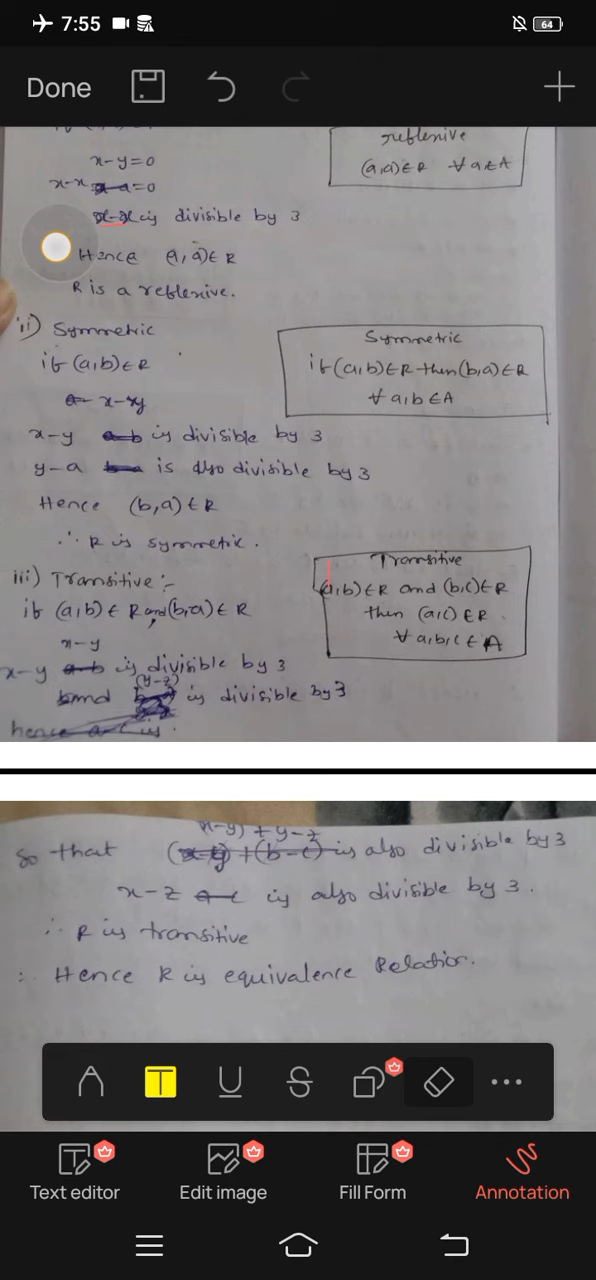 7:55
64
Done
reflexive
(a,a)∈R ∀ a∈A
x-y=0
x-x =0
x-x is divisible by 3
Hence (a,a)∈ R
R is a reflexive.
ii) Symmetric
if (a,b)∈R
x-xy
Symmetric
if (a,b)∈R then (b,a)∈R
∀ a,b ∈A
x-y a-b is divisible by 3
y-a b-a is also divisible by 3
Hence (b,a)∈R
∴ R is symmetric.
iii) Transitive :-
if (a,b)∈ R and (b,a)∈ R
Transitive
(a,b)∈R and (b,c)∈R
then (a,c) ∈R.
∀ a,b,c ∈ A
x-y
x-y a-b is divisible by 3
(y-z)
and is divisible by 3
hence a-c is
(x-y) + y-z
So that (x-y) + (b-c) is also divisible by 3
x-z a-c is also divisible by 3.
∴ R is transitive
: Hence R is equivalence Relation.
T U S
Text editor Edit image Fill Form Annotation